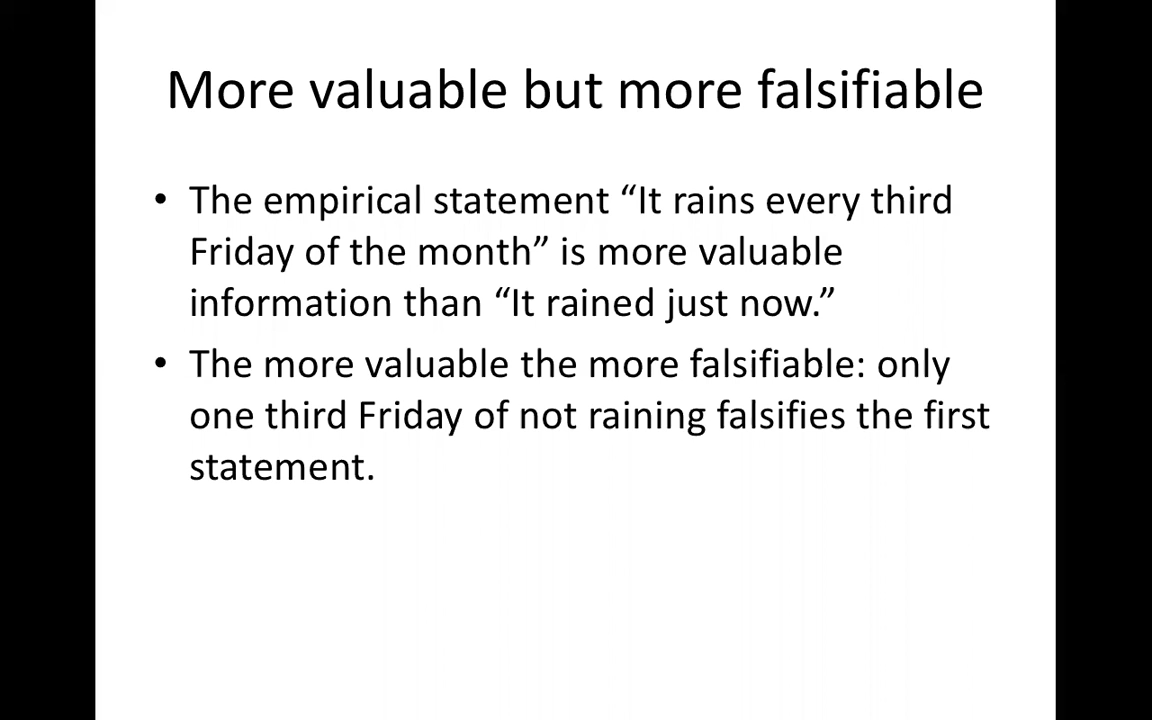 More valuable but more falsifiable
• The empirical statement “It rains every third
Friday of the month” is more valuable
information than “It rained just now.”
• The more valuable the more falsifiable: only
one third Friday of not raining falsifies the first
statement.